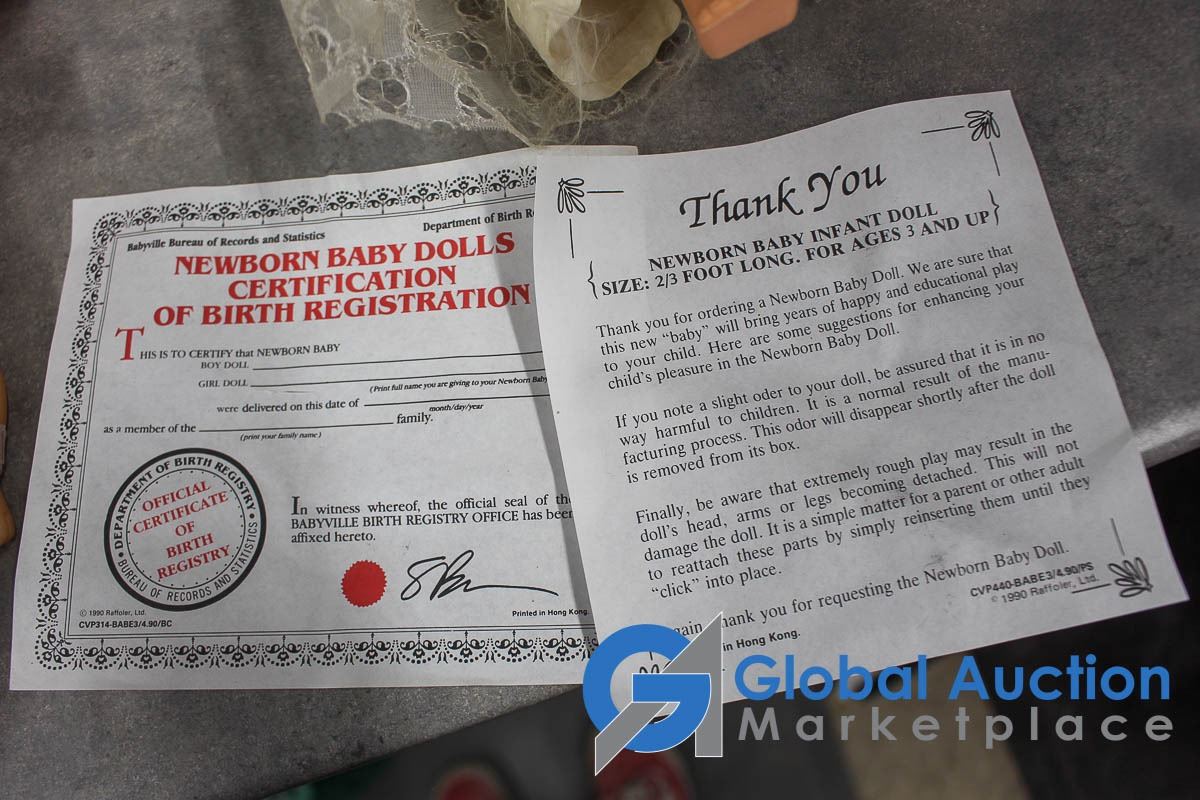 Babyville Bureau of Records and Statistics
Department of Birth
NEWBORN BABY DOLLS
CERTIFICATION
OF BIRTH REGISTRATION
THIS IS TO CERTIFY that NEWBORN BABY
BOY DOLL
GIRL DOLL
(Print full name you are giving to your Newborn Baby
were delivered on this date of
month/day/year
as a member of the family.
(print your family name)
DEPARTMENT OF BIRTH REGISTRY
BUREAU OF RECORDS AND STATISTICS
OFFICIAL
CERTIFICATE
OF
BIRTH
REGISTRY
In witness whereof, the official seal of the
BABYVILLE BIRTH REGISTRY OFFICE has been
affixed hereto.
© 1990 Raffoler, Ltd.
CVP314-BABE3/4.90/BC
Printed in Hong Kong.
Thank You
NEWBORN BABY INFANT DOLL
SIZE: 2/3 FOOT LONG. FOR AGES 3 AND UP
Thank you for ordering a Newborn Baby Doll. We are sure that
this new “baby” will bring years of happy and educational play
to your child. Here are some suggestions for enhancing your
child's pleasure in the Newborn Baby Doll.
If you note a slight oder to your doll, be assured that it is in no
way harmful to children. It is a normal result of the manu-
facturing process. This odor will disappear shortly after the doll
is removed from its box.
Finally, be aware that extremely rough play may result in the
doll's head, arms or legs becoming detached. This will not
damage the doll. It is a simple matter for a parent or other adult
to reattach these parts by simply reinserting them until they
“click” into place.
thank you for requesting the Newborn Baby Doll.
CVP440-BABE3/4.90/PS
© 1990 Raffoler, Ltd.
in Hong Kong.
Global Auction
Marketplace